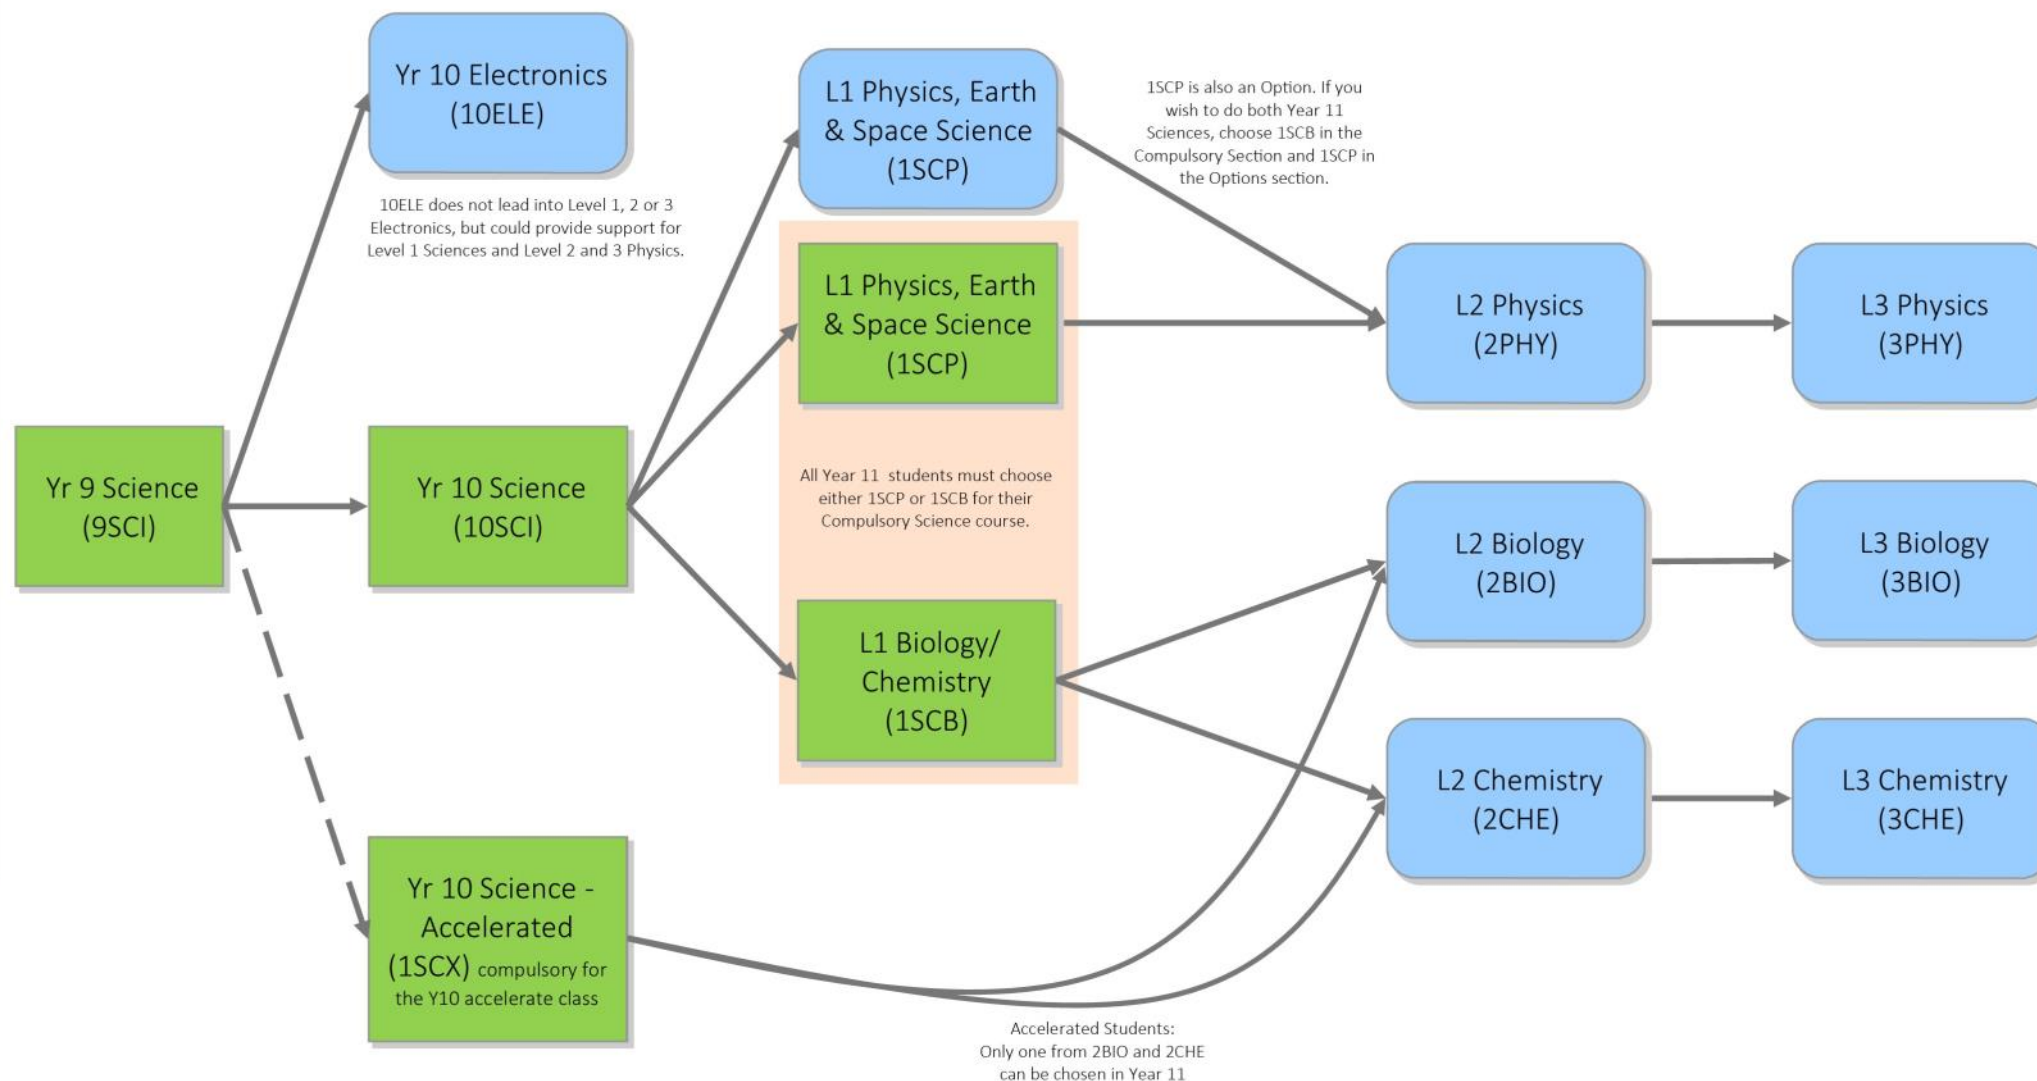 Yr 10 Electronics
(10ELE)
10ELE does not lead into Level 1, 2 or 3
Electronics, but could provide support for
Level 1 Sciences and Level 2 and 3 Physics.
L1 Physics, Earth
& Space Science
(1SCP)
1SCP is also an Option. If you
wish to do both Year 11
Sciences, choose 1SCB in the
Compulsory Section and 1SCP in
the Options section.
L1 Physics, Earth
& Space Science
(1SCP)
L2 Physics
(2PHY)
L3 Physics
(3PHY)
Yr 9 Science
(9SCI)
Yr 10 Science
(10SCI)
All Year 11 students must choose
either 1SCP or 1SCB for their
Compulsory Science course.
L2 Biology
(2BIO)
L3 Biology
(3BIO)
L1 Biology/
Chemistry
(1SCB)
L2 Chemistry
(2CHE)
L3 Chemistry
(3CHE)
Yr 10 Science -
Accelerated
(1SCX) compulsory for
the Y10 accelerate class
Accelerated Students:
Only one from 2BIO and 2CHE
can be chosen in Year 11